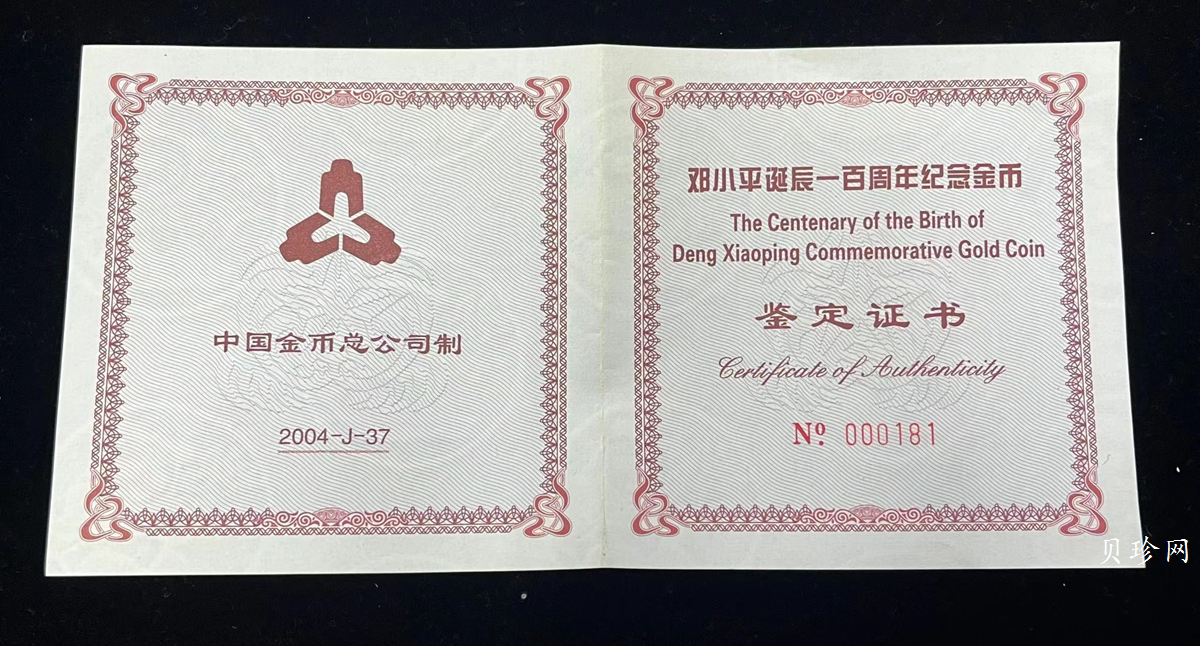 中国金币总公司制
2004-J-37
邓小平诞辰一百周年纪念金币
The Centenary of the Birth of
Deng Xiaoping Commemorative Gold Coin
鉴定证书
Certificate of Authenticity
Nº. 000181
贝珍网